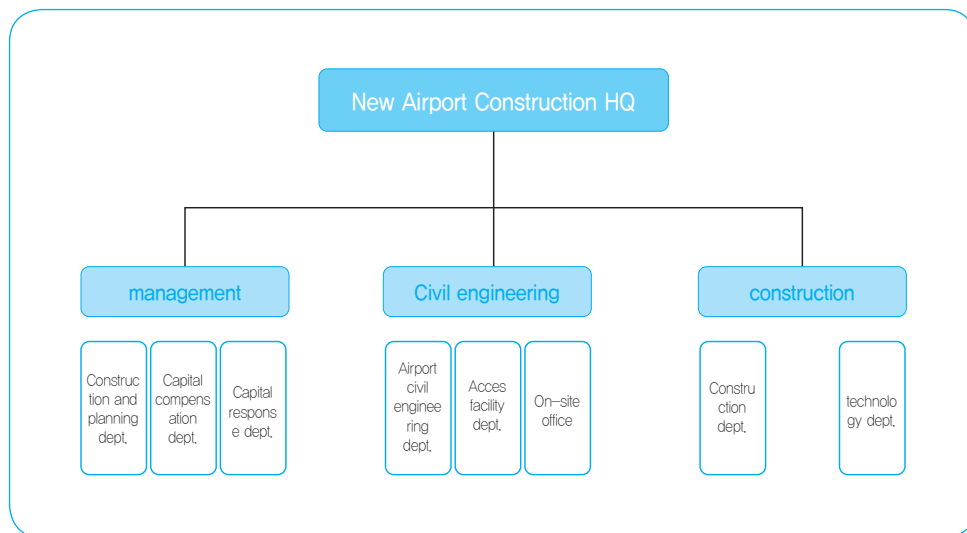 New Airport Construction HQ
management
Civil engineering
construction
Construc
tion and
planning
dept.
Capital
compens
ation
dept.
Capital
respons
e dept.
Airport
civil
enginee
ring
dept.
Acces
facility
dept.
On-site
office
Constru
ction
dept.
technolo
gy dept.